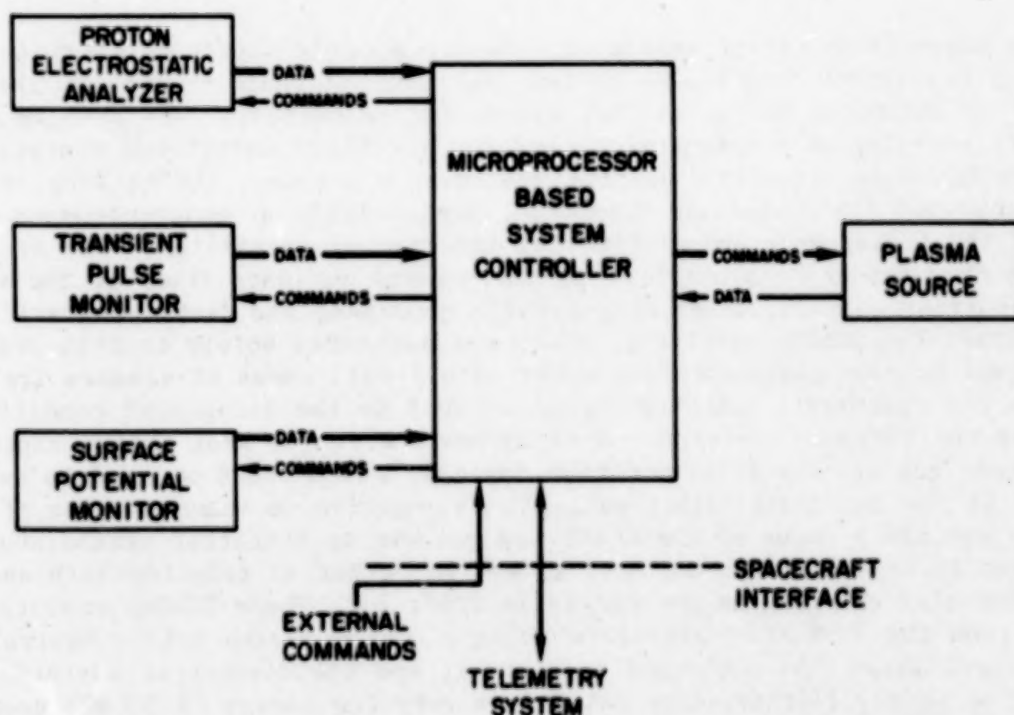 PROTON
ELECTROSTATIC
ANALYZER
DATA
COMMANDS
TRANSIENT
PULSE
MONITOR
DATA
COMMANDS
SURFACE
POTENTIAL
MONITOR
DATA
COMMANDS
MICROPROCESSOR
BASED
SYSTEM
CONTROLLER
COMMANDS
DATA
PLASMA
SOURCE
SPACECRAFT
INTERFACE
EXTERNAL
COMMANDS
TELEMETRY
SYSTEM